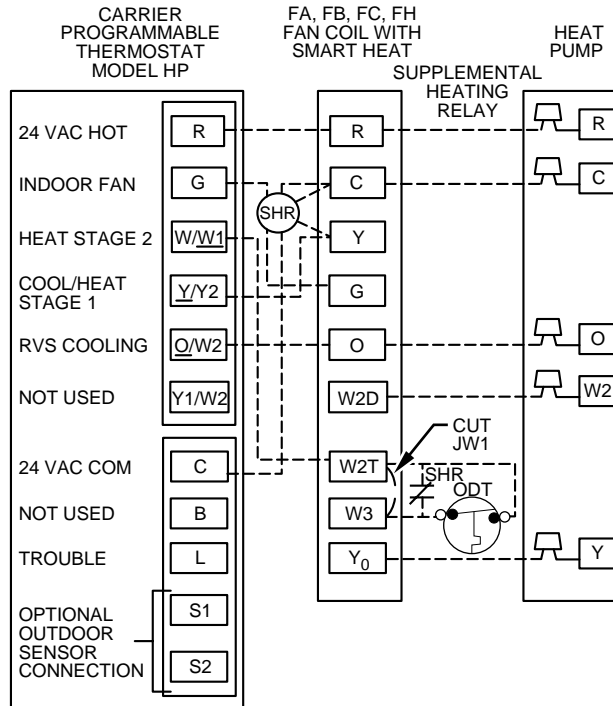 CARRIER
PROGRAMMABLE
THERMOSTAT
MODEL HP
FA, FB, FC, FH
FAN COIL WITH
SMART HEAT
HEAT
PUMP
SUPPLEMENTAL
HEATING
RELAY
24 VAC HOT
R
R
R
INDOOR FAN
G
C
C
SHR
HEAT STAGE 2
W/W1
Y
COOL/HEAT
STAGE 1
Y/Y2
G
RVS COOLING
O/W2
O
O
NOT USED
Y1/W2
W2D
W2
CUT
JW1
24 VAC COM
C
W2T
SHR
ODT
NOT USED
B
W3
TROUBLE
L
Y0
Y
OPTIONAL
OUTDOOR
SENSOR
CONNECTION
S1
S2